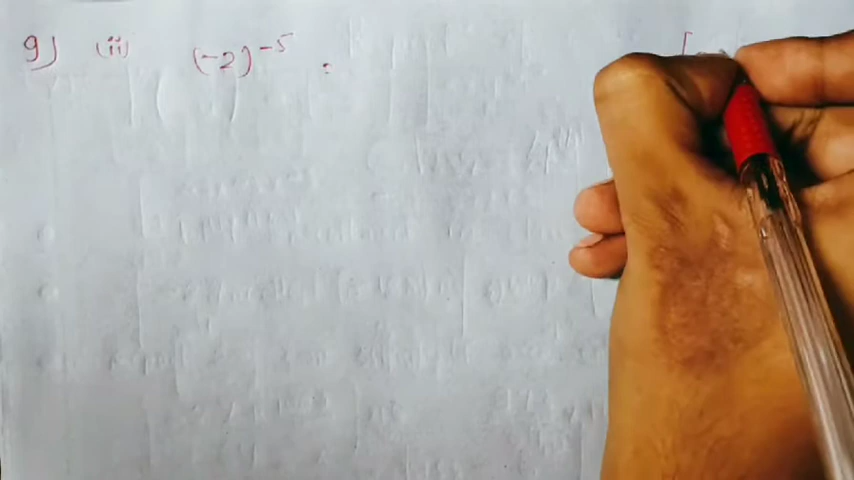 9) (ii) (-2)⁻⁵ :